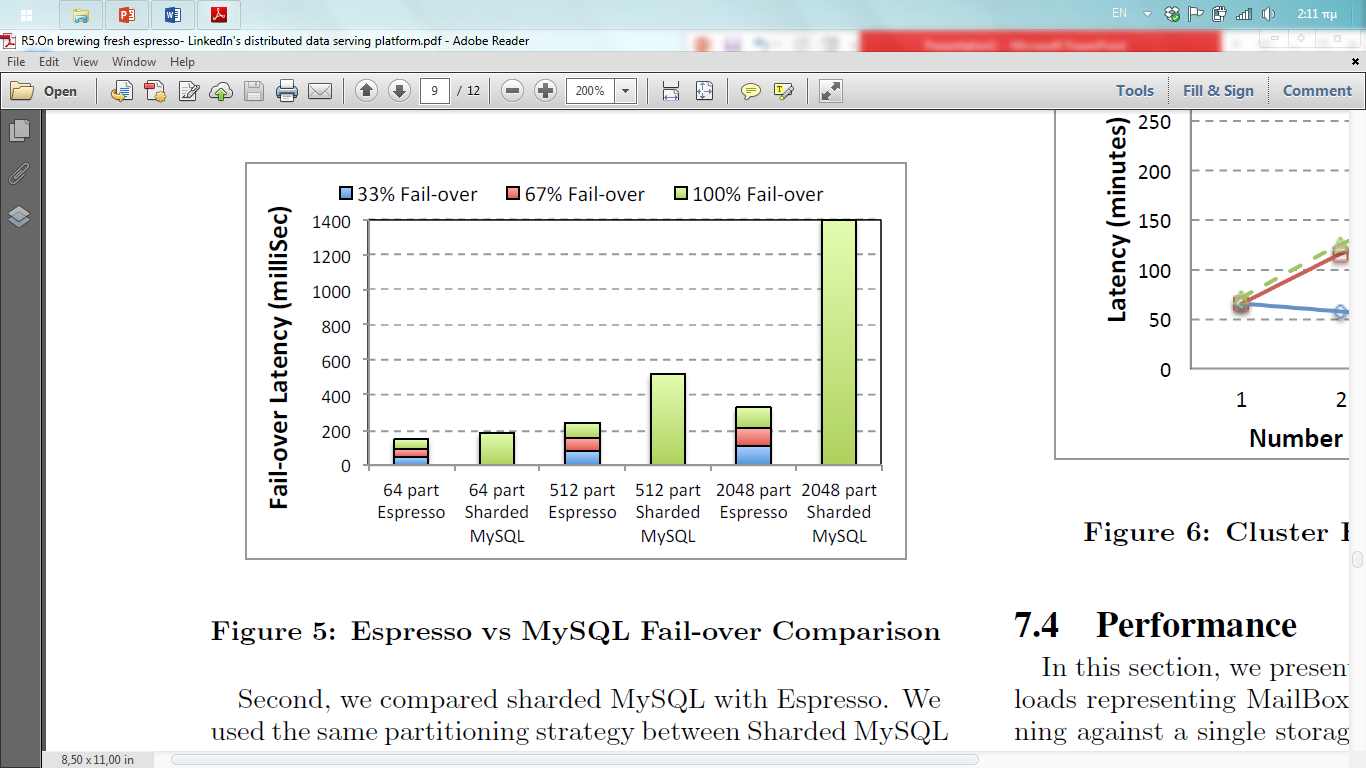 EN
2:11 πμ
R5.On brewing fresh espresso- LinkedIn's distributed data serving platform.pdf - Adobe Reader
File Edit View Window Help
Open
9 / 12
200%
Tools Fill & Sign Comment
33% Fail-over 67% Fail-over 100% Fail-over
Fail-over Latency (milliSec)
1400
1200
1000
800
600
400
200
0
64 part Espresso
64 part Sharded MySQL
512 part Espresso
512 part Sharded MySQL
2048 part Espresso
2048 part Sharded MySQL
Figure 5: Espresso vs MySQL Fail-over Comparison
Second, we compared sharded MySQL with Espresso. We
used the same partitioning strategy between Sharded MySQL
Latency (minutes)
250
200
150
100
50
0
1 2
Number
Figure 6: Cluster
7.4 Performance
In this section, we presen
loads representing MailBox
ning against a single storag
8,50 x 11,00 in